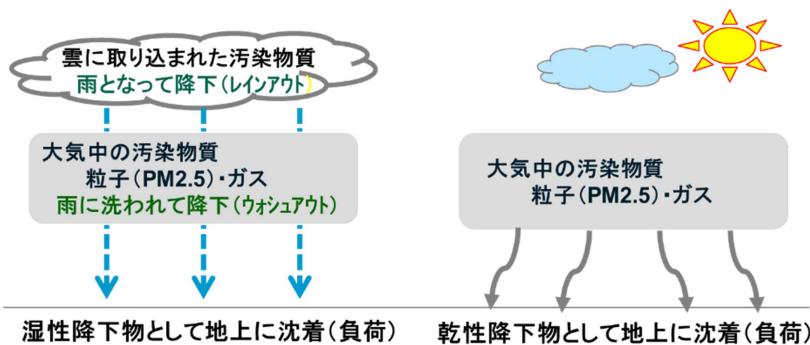 雲に取り込まれた汚染物質
雨となって降下(レインアウト)
大気中の汚染物質
粒子(PM2.5)・ガス
雨に洗われて降下(ウォシュアウト)
湿性降下物として地上に沈着(負荷)
大気中の汚染物質
粒子(PM2.5)・ガス
乾性降下物として地上に沈着(負荷)